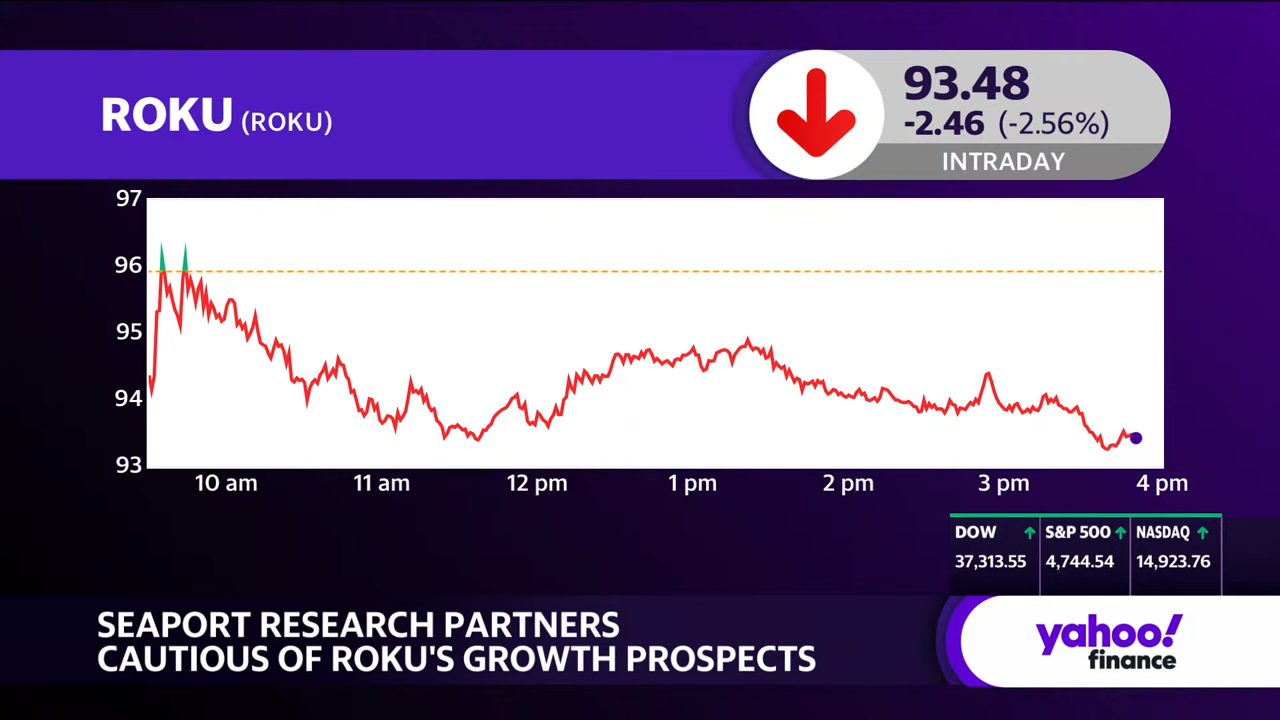 ROKU (ROKU)
93.48
-2.46 (-2.56%)
INTRADAY
97
96
95
94
93
10 am 11 am 12 pm 1 pm 2 pm 3 pm 4 pm
DOW S&P 500 NASDAQ
37,313.55 4,744.54 14,923.76
SEAPORT RESEARCH PARTNERS
CAUTIOUS OF ROKU'S GROWTH PROSPECTS
yahoo!
finance